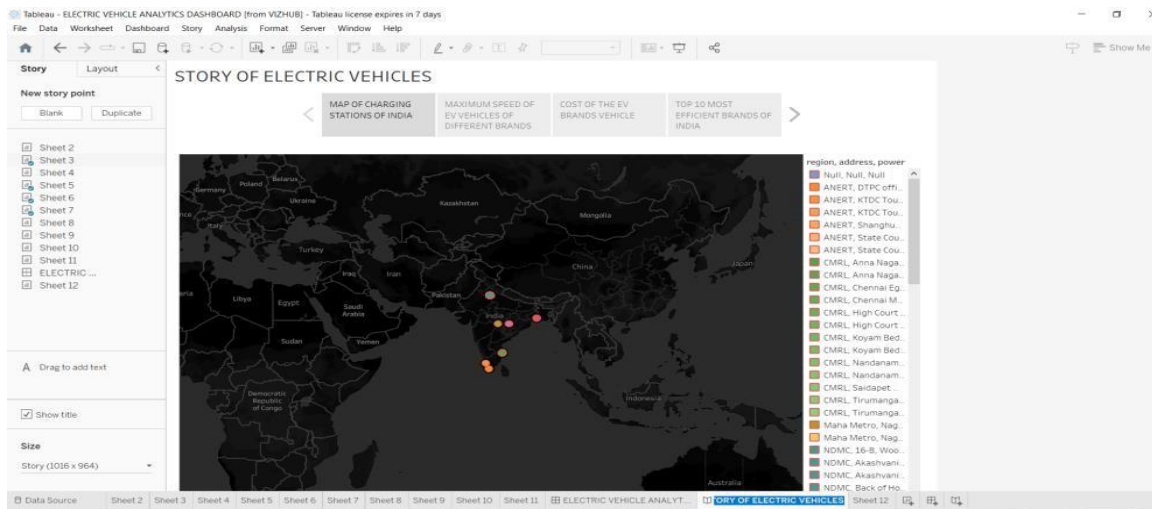 Tableau - ELECTRIC VEHICLE ANALYTICS DASHBOARD [from VIZHUB] - Tableau license expires in 7 days
File Data Worksheet Dashboard Story Analysis Format Server Window Help
Show Me
Story Layout
New story point
Blank Duplicate
Sheet 2
Sheet 3
Sheet 4
Sheet 5
Sheet 6
Sheet 7
Sheet 8
Sheet 9
Sheet 10
Sheet 11
ELECTRIC ...
Sheet 12
A Drag to add text
Show title
Size
Story (1016 x 964)
STORY OF ELECTRIC VEHICLES
MAP OF CHARGING
STATIONS OF INDIA
MAXIMUM SPEED OF
EV VEHICLES OF
DIFFERENT BRANDS
COST OF THE EV
BRANDS VEHICLE
TOP 10 MOST
EFFICIENT BRANDS OF
INDIA
Germany
Poland
Belarus
Ukraine
Kazakhstan
Mongolia
Italy
Turkey
Japan
China
Iraq
Iran
Pakistan
Libya
Egypt
Saudi
Arabia
India
Sudan
Yemen
Democratic
Republic
of Congo
Indonesia
Australia
region, address, power
Null, Null, Null
ANERT, DTPC offi...
ANERT, KTDC Tou...
ANERT, KTDC Tou...
ANERT, Shanghu...
ANERT, State Cou...
ANERT, State Cou...
CMRL, Anna Naga...
CMRL, Anna Naga...
CMRL, Chennai Eg...
CMRL, Chennai M...
CMRL, High Court ...
CMRL, High Court ...
CMRL, Koyam Bed...
CMRL, Koyam Bed...
CMRL, Nandanam...
CMRL, Nandanam...
CMRL, Saidapet ...
CMRL, Tirumanga...
CMRL, Tirumanga...
Maha Metro, Nag...
Maha Metro, Nag...
NDMC, 16-B, Woo...
NDMC, Akashvani...
NDMC, Akashvani...
NDMC, Back of Ho...
Data Source Sheet 2 Sheet 3 Sheet 4 Sheet 5 Sheet 6 Sheet 7 Sheet 8 Sheet 9 Sheet 10 Sheet 11 ELECTRIC VEHICLE ANALYT... TORY OF ELECTRIC VEHICLES Sheet 12